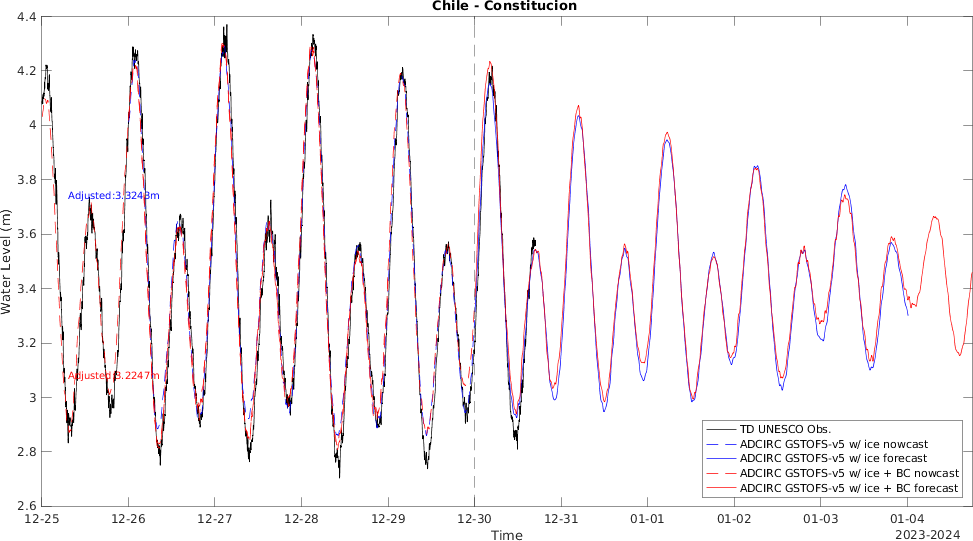 Chile - Constitucion
4.4
4.2
4
3.8
3.6
3.4
3.2
3
2.8
2.6
Water Level (m)
Adjusted:3.3243m
Adjusted:3.2247m
TD UNESCO Obs.
ADCIRC GSTOFS-v5 w/ ice nowcast
ADCIRC GSTOFS-v5 w/ ice forecast
ADCIRC GSTOFS-v5 w/ ice + BC nowcast
ADCIRC GSTOFS-v5 w/ ice + BC forecast
12-25 12-26 12-27 12-28 12-29 12-30 12-31 01-01 01-02 01-03 01-04
Time
2023-2024